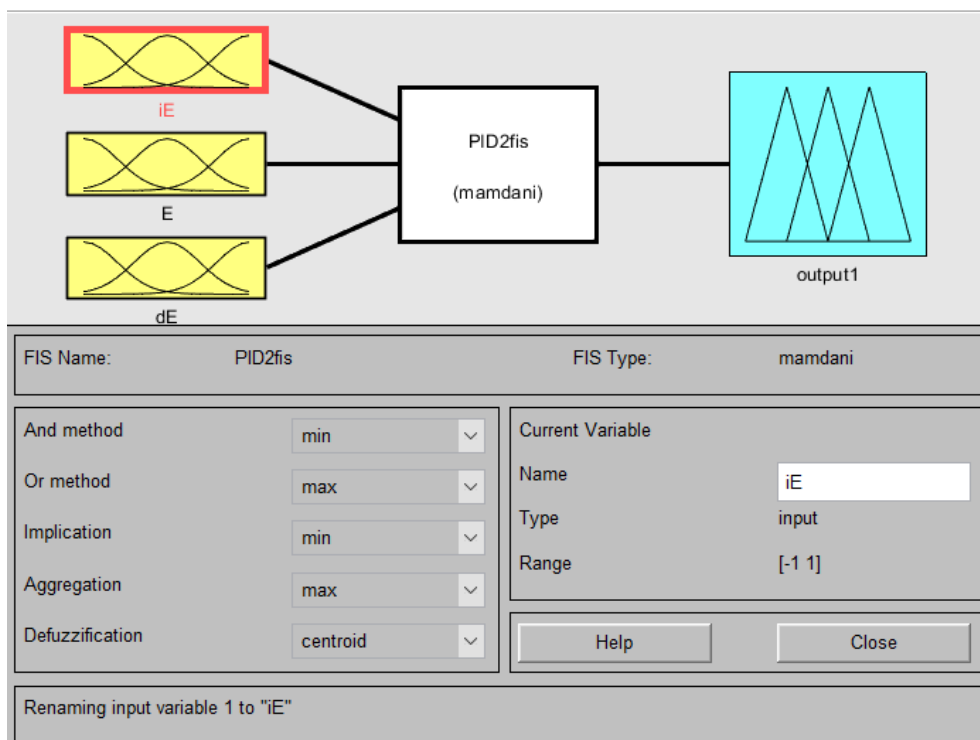 iE
E
dE
PID2fis
(mamdani)
output1
FIS Name: PID2fis FIS Type: mamdani
And method min
Or method max
Implication min
Aggregation max
Defuzzification centroid
Current Variable
Name iE
Type input
Range [-1 1]
Help Close
Renaming input variable 1 to "iE"